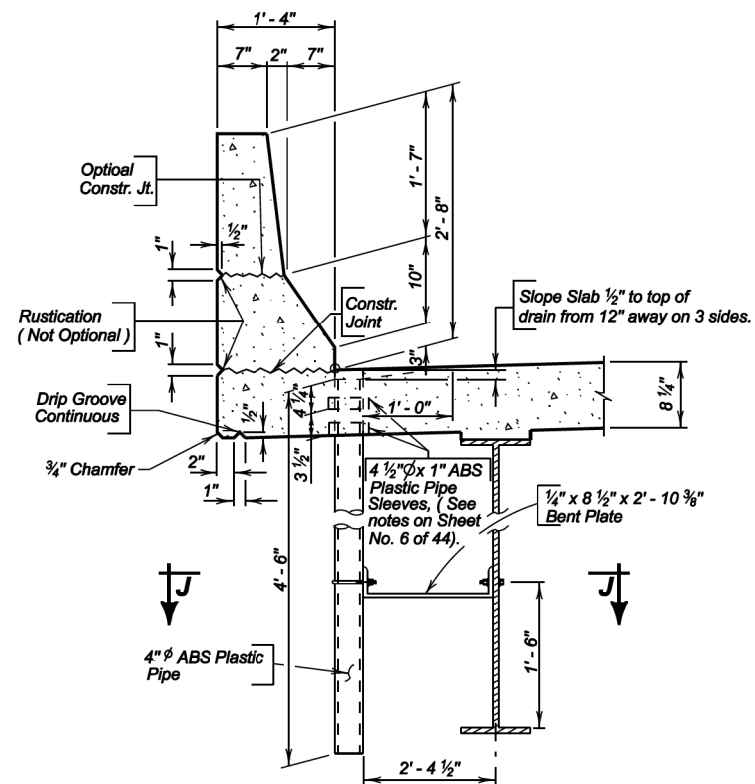 1' - 4"
7" 2" 7"
Optioal
Constr. Jt.
1' - 7"
2' - 8"
1"
½"
10"
Slope Slab ½" to top of
drain from 12" away on 3 sides.
Rustication
( Not Optional )
Constr.
Joint
3"
1"
Drip Groove
Continuous
½"
4 ¼"
1' - 0"
8 ¼"
¾" Chamfer
2"
1"
3 ½"
4 ½"Ø x 1" ABS
Plastic Pipe
Sleeves, ( See
notes on Sheet
No. 6 of 44).
¼" x 8 ½" x 2' - 10 ⅜"
Bent Plate
4' - 6"
J
J
1' - 6"
4" ø ABS Plastic
Pipe
2' - 4 ½"